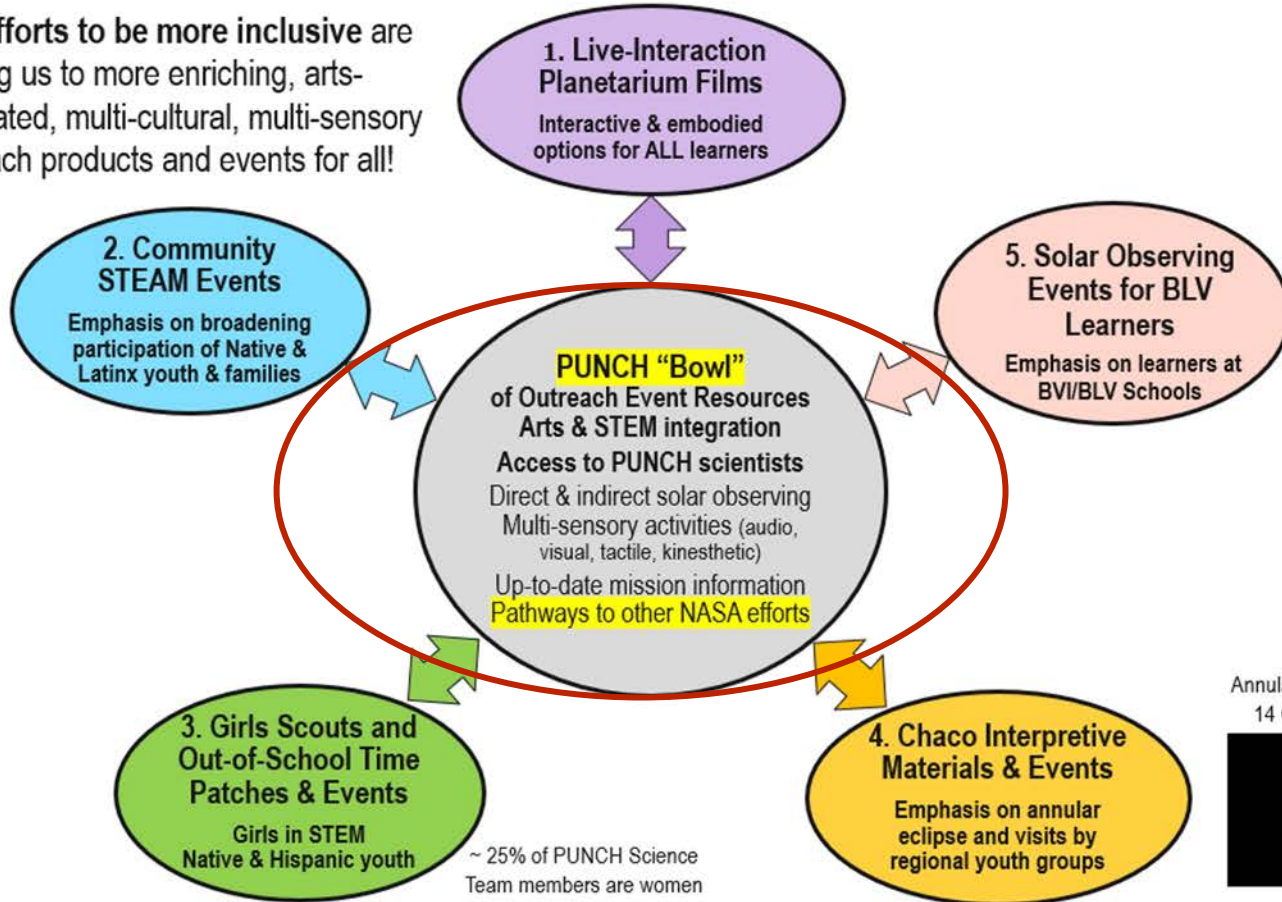 fforts to be more inclusive are
g us to more enriching, arts-
ated, multi-cultural, multi-sensory
ach products and events for all!
1. Live-Interaction
Planetarium Films
Interactive & embodied
options for ALL learners
2. Community
STEAM Events
Emphasis on broadening
participation of Native &
Latinx youth & families
5. Solar Observing
Events for BLV
Learners
Emphasis on learners at
BVI/BLV Schools
PUNCH “Bowl”
of Outreach Event Resources
Arts & STEM integration
Access to PUNCH scientists
Direct & indirect solar observing
Multi-sensory activities (audio,
visual, tactile, kinesthetic)
Up-to-date mission information
Pathways to other NASA efforts
3. Girls Scouts and
Out-of-School Time
Patches & Events
Girls in STEM
Native & Hispanic youth
~ 25% of PUNCH Science
Team members are women
4. Chaco Interpretive
Materials & Events
Emphasis on annular
eclipse and visits by
regional youth groups
Annul
14